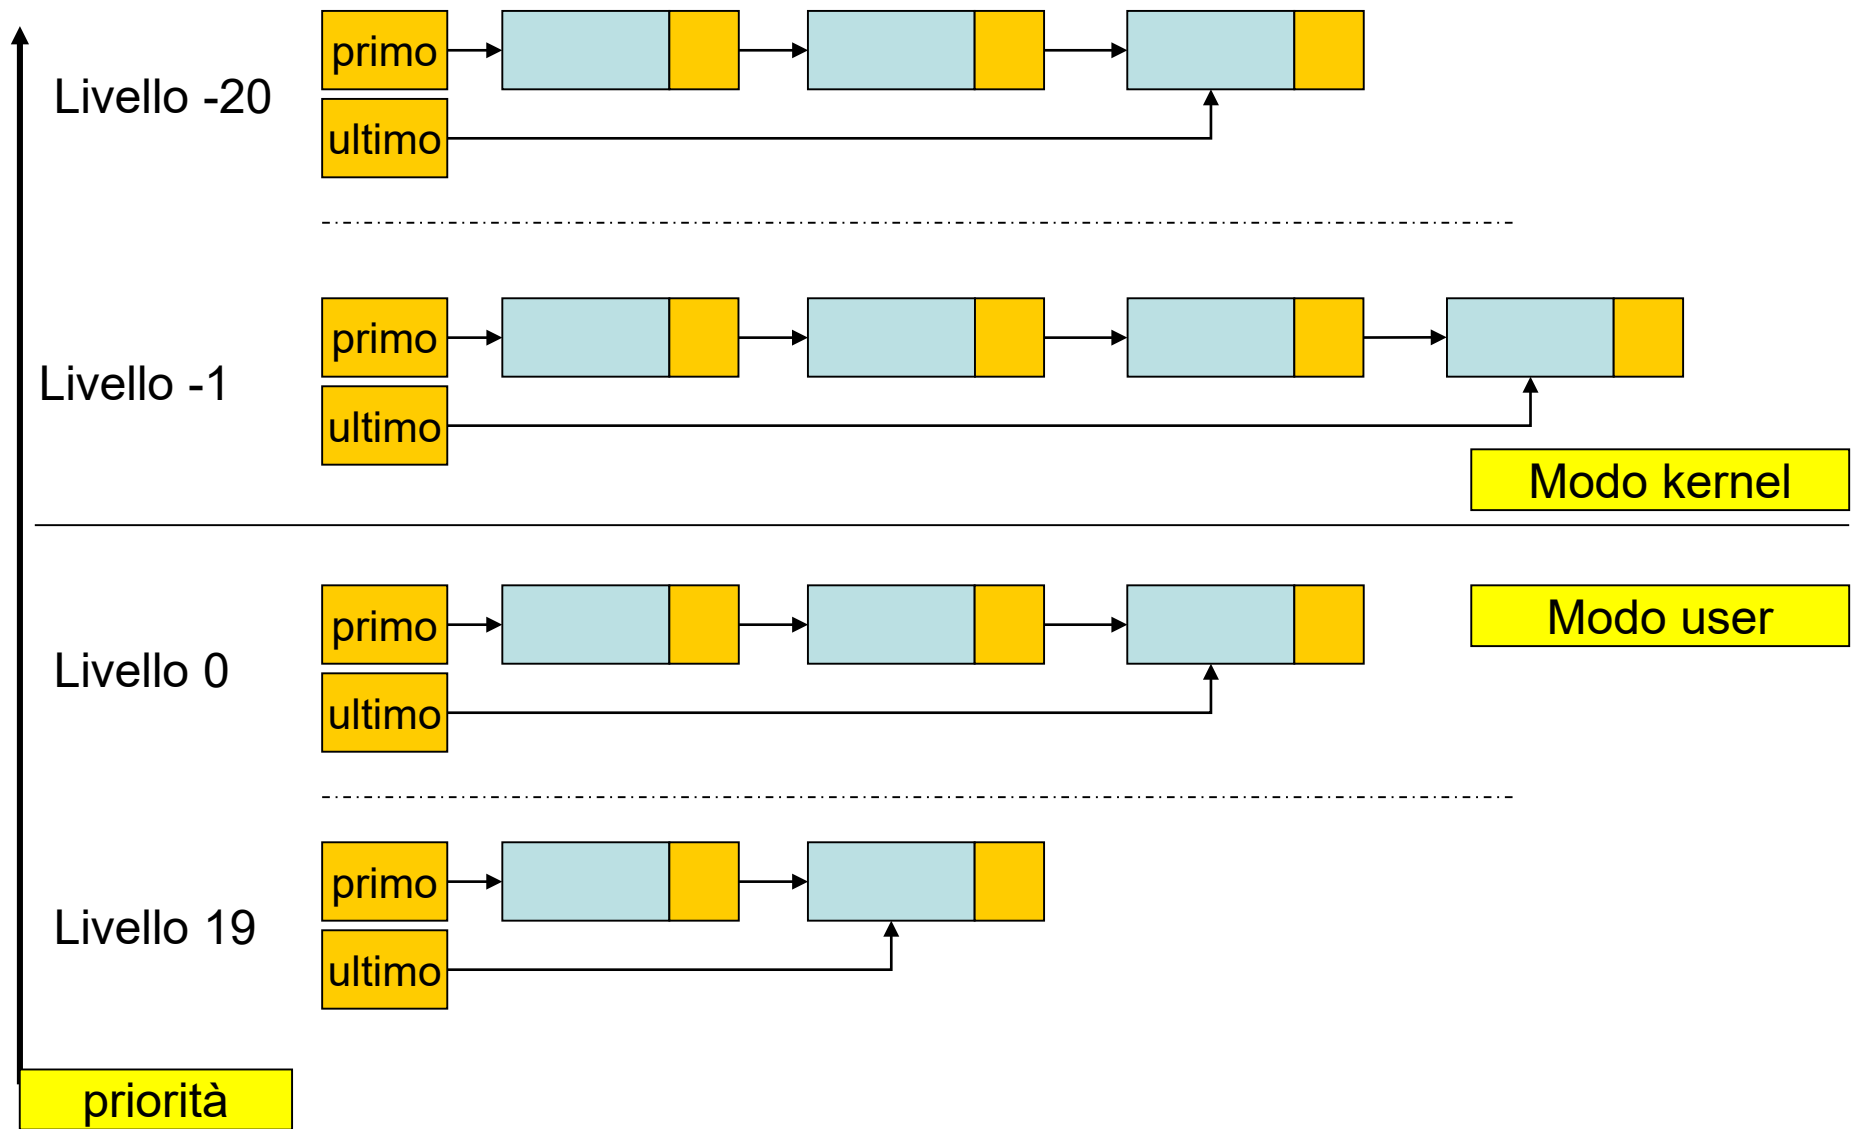 primo
Livello -20
ultimo
primo
Livello -1
ultimo
Modo kernel
primo
Modo user
Livello 0
ultimo
primo
Livello 19
ultimo
priorità